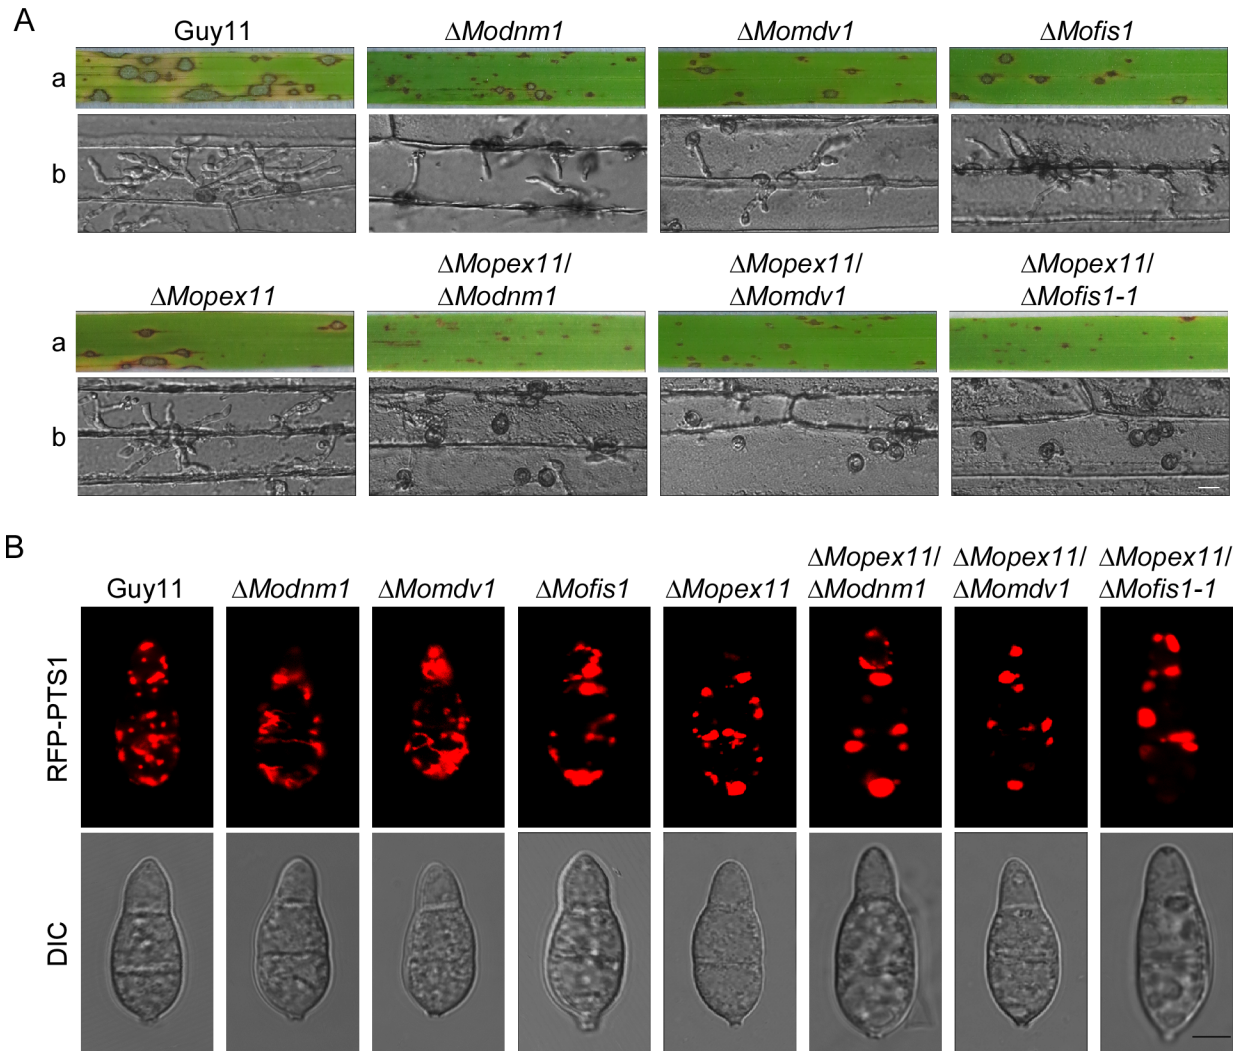 A
Guy11 ΔModnm1 ΔMomdv1 ΔMofis1
a
b
ΔMopex11/ ΔMopex11/ ΔMopex11/
ΔMopex11 ΔModnm1 ΔMomdv1 ΔMofis1-1
a
b
B
ΔMopex11/ ΔMopex11/ ΔMopex11/
Guy11 ΔModnm1 ΔMomdv1 ΔMofis1 ΔMopex11 ΔModnm1 ΔMomdv1 ΔMofis1-1
RFP-PTS1
DIC